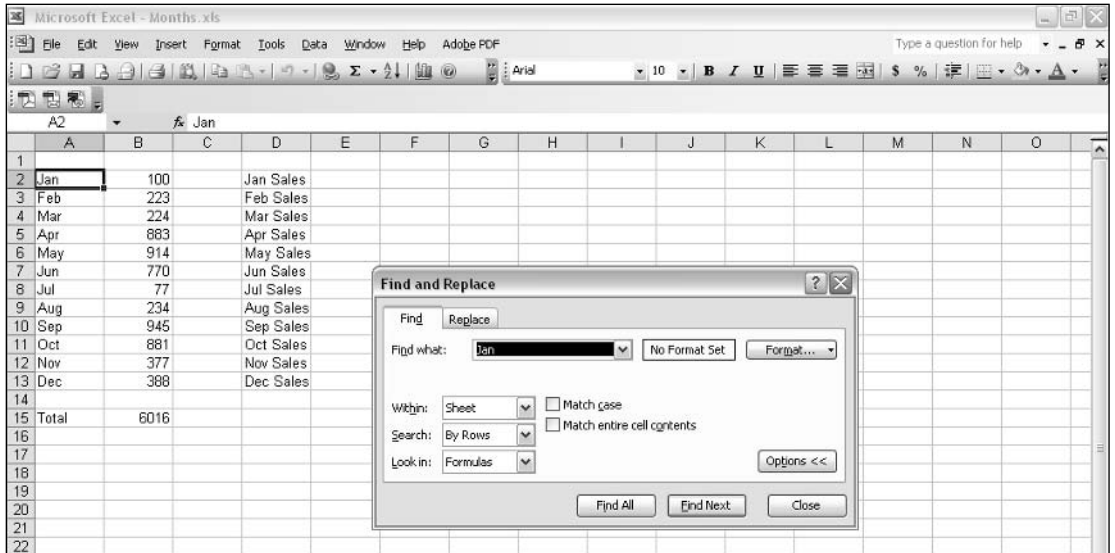 Microsoft Excel - Months.xls
File Edit View Insert Format Tools Data Window Help Adobe PDF Type a question for help
Arial 10 B I U $ %
A2 fx Jan
A B C D E F G H I J K L M N O
1
2 Jan 100 Jan Sales
3 Feb 223 Feb Sales
4 Mar 224 Mar Sales
5 Apr 883 Apr Sales
6 May 914 May Sales
7 Jun 770 Jun Sales
8 Jul 77 Jul Sales
9 Aug 234 Aug Sales
10 Sep 945 Sep Sales
11 Oct 881 Oct Sales
12 Nov 377 Nov Sales
13 Dec 388 Dec Sales
14
15 Total 6016
16
17
18
19
20
21
22
Find and Replace
Find Replace
Find what: Jan No Format Set Format...
Within: Sheet Match case
Search: By Rows Match entire cell contents
Look in: Formulas Options <<
Find All Find Next Close